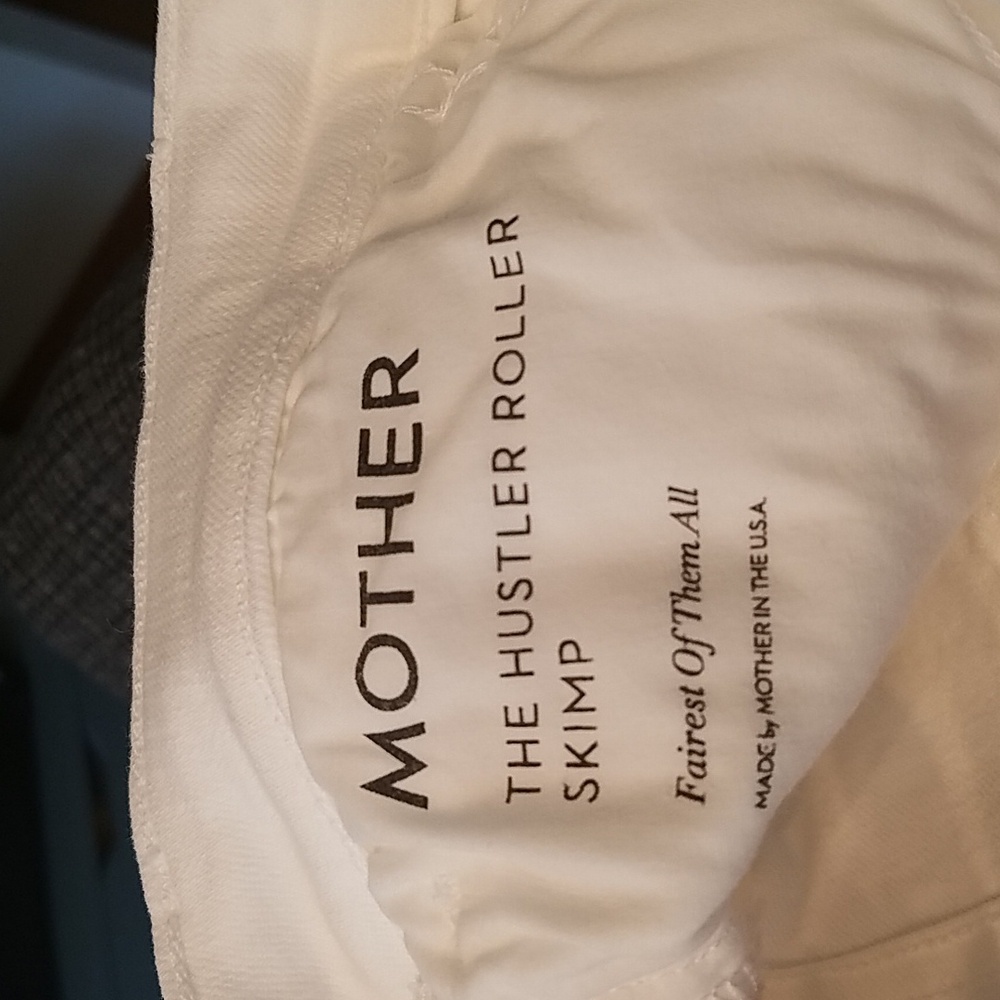 MOTHER
THE HUSTLER ROLLER
SKIMP
Fairest Of Them All
MADE by MOTHER IN THE U.S.A.